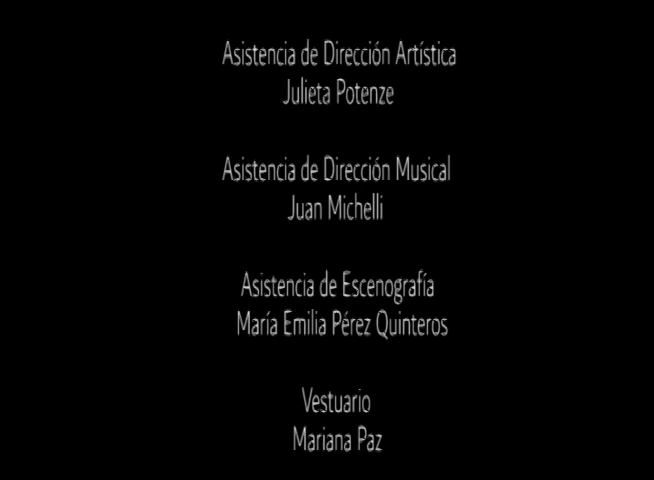 Asistencia de Dirección Artística
Julieta Potenze
Asistencia de Dirección Musical
Juan Michelli
Asistencia de Escenografía
María Emilia Pérez Quinteros
Vestuario
Mariana Paz